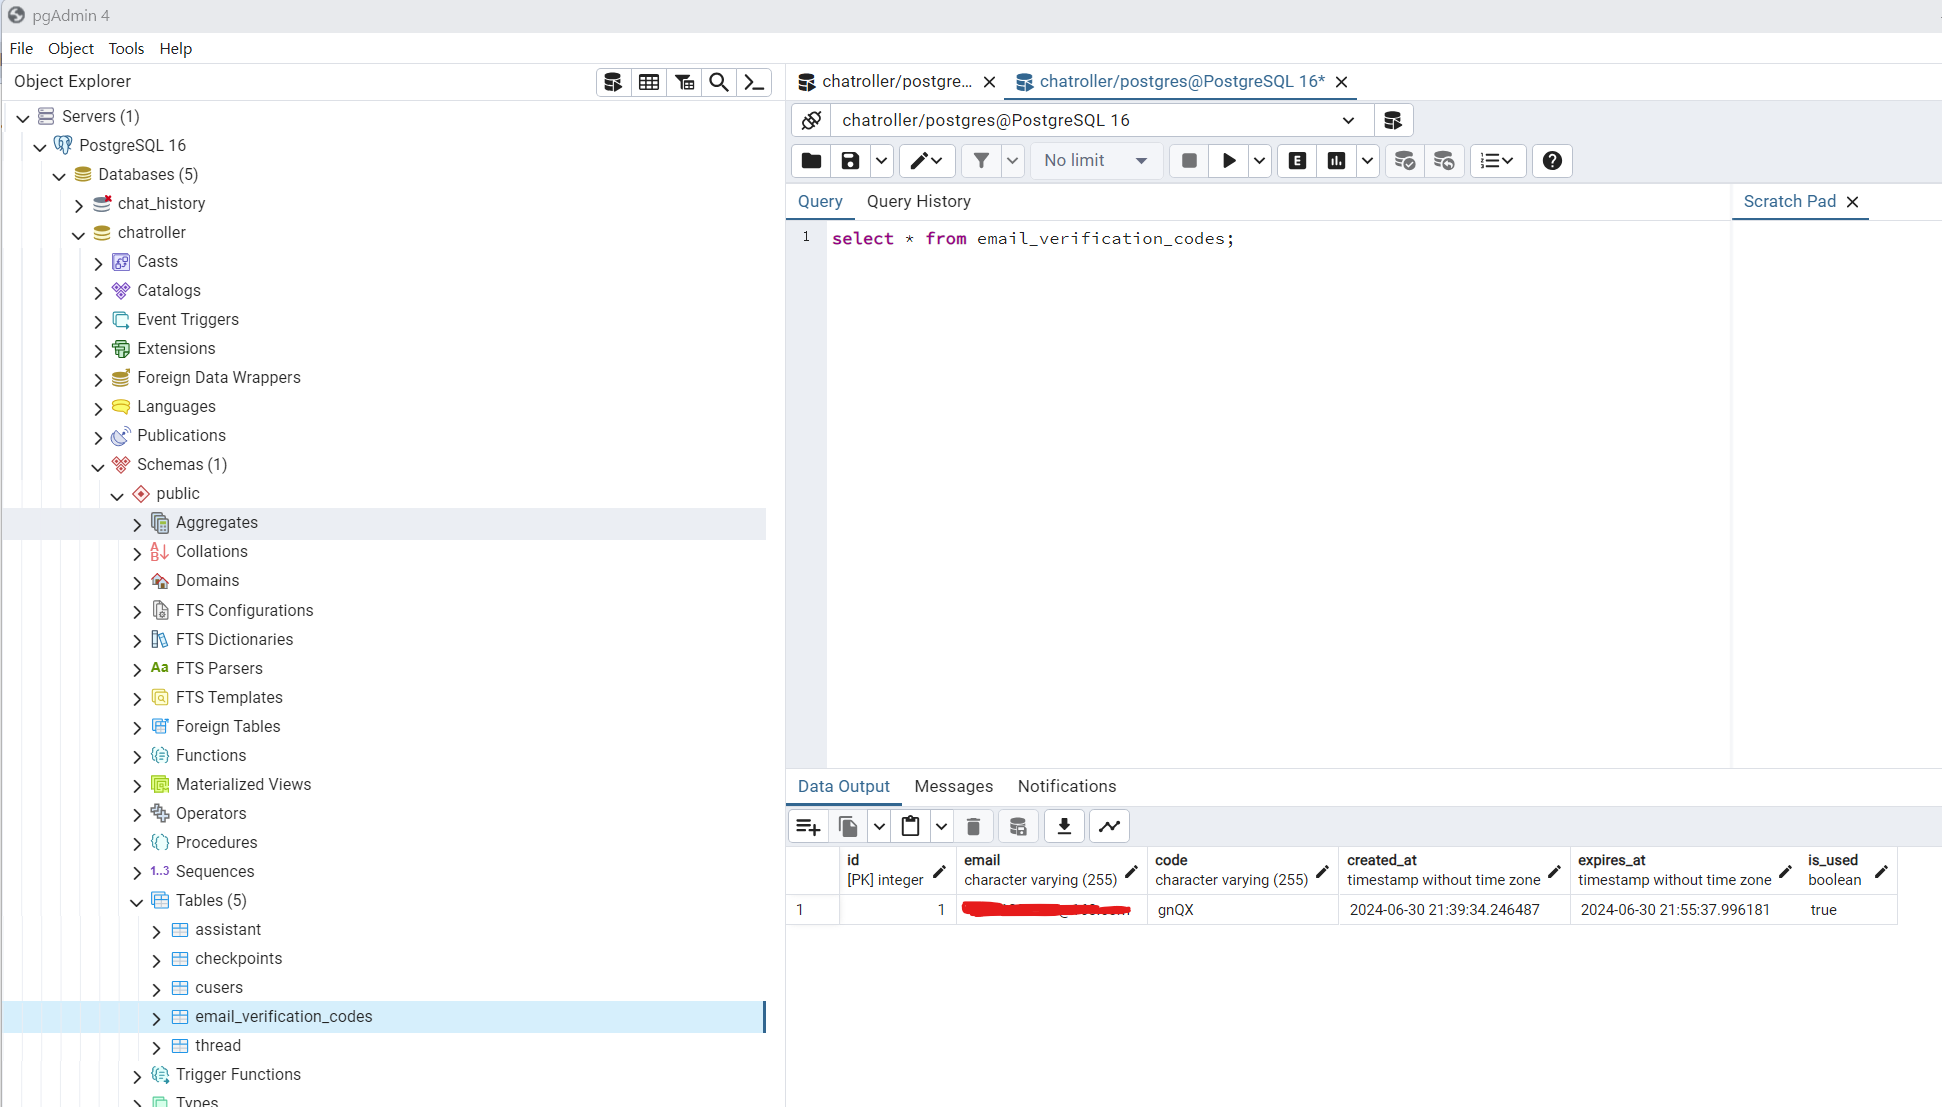 pgAdmin 4
File Object Tools Help
Object Explorer
Servers (1)
PostgreSQL 16
Databases (5)
chat_history
chatroller
Casts
Catalogs
Event Triggers
Extensions
Foreign Data Wrappers
Languages
Publications
Schemas (1)
public
Aggregates
Collations
Domains
FTS Configurations
FTS Dictionaries
Aa FTS Parsers
FTS Templates
Foreign Tables
Functions
Materialized Views
Operators
Procedures
1..3 Sequences
Tables (5)
assistant
checkpoints
cusers
email_verification_codes
thread
Trigger Functions
Types
chatroller/postgre... chatroller/postgres@PostgreSQL 16*
chatroller/postgres@PostgreSQL 16
No limit E
Query Query History Scratch Pad
1 select * from email_verification_codes;
Data Output Messages Notifications
id email code created_at expires_at is_used
[PK] integer character varying (255) character varying (255) timestamp without time zone timestamp without time zone boolean
1 1 gnQX 2024-06-30 21:39:34.246487 2024-06-30 21:55:37.996181 true